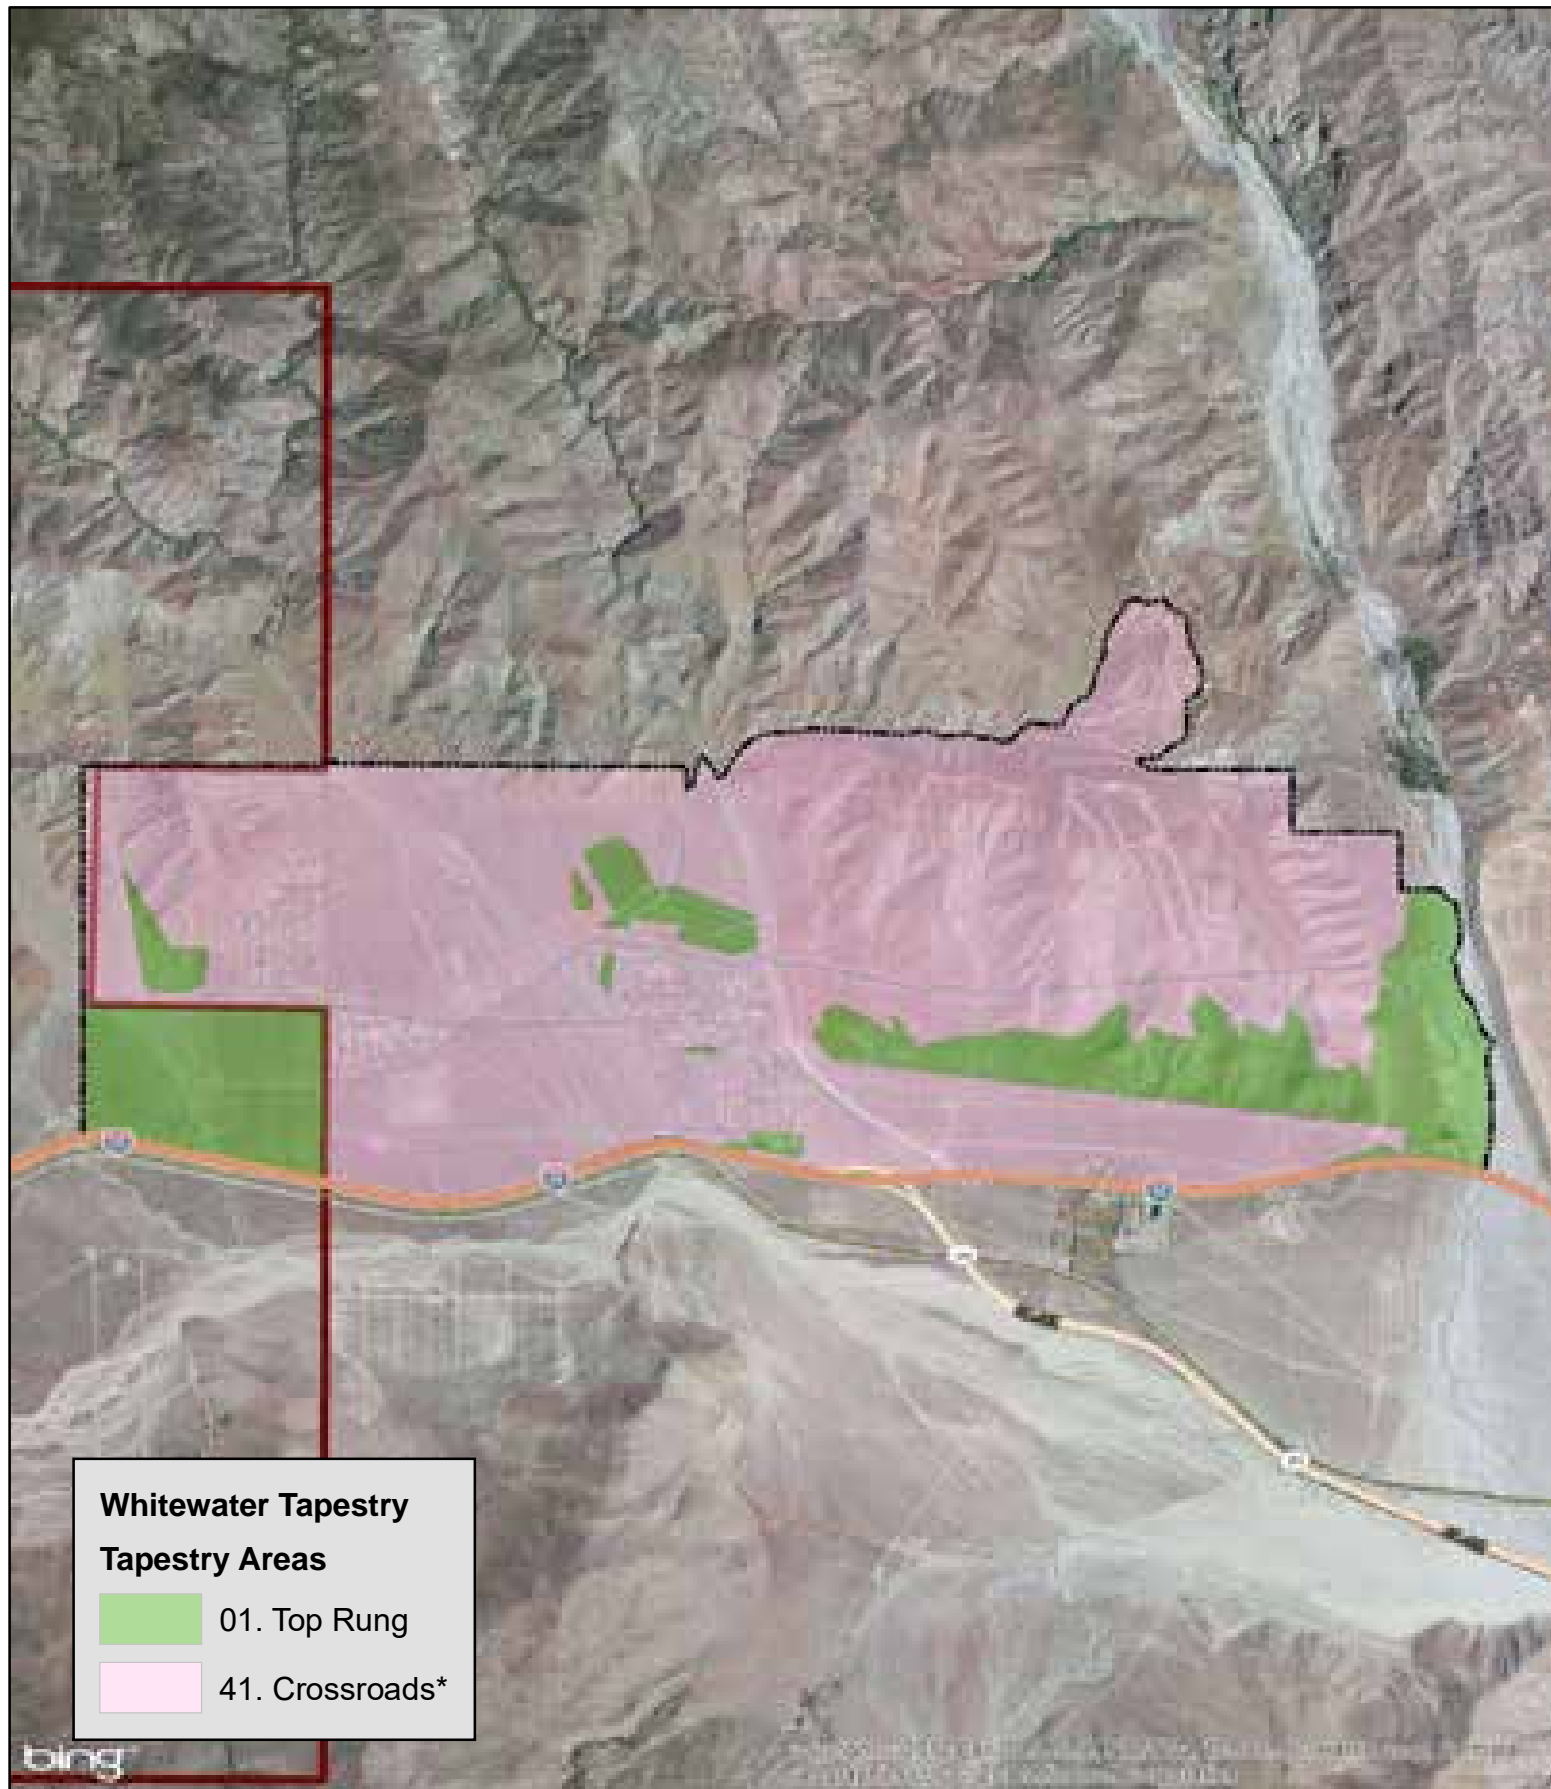 Whitewater Tapestry
Tapestry Areas
01. Top Rung
41. Crossroads*
bing